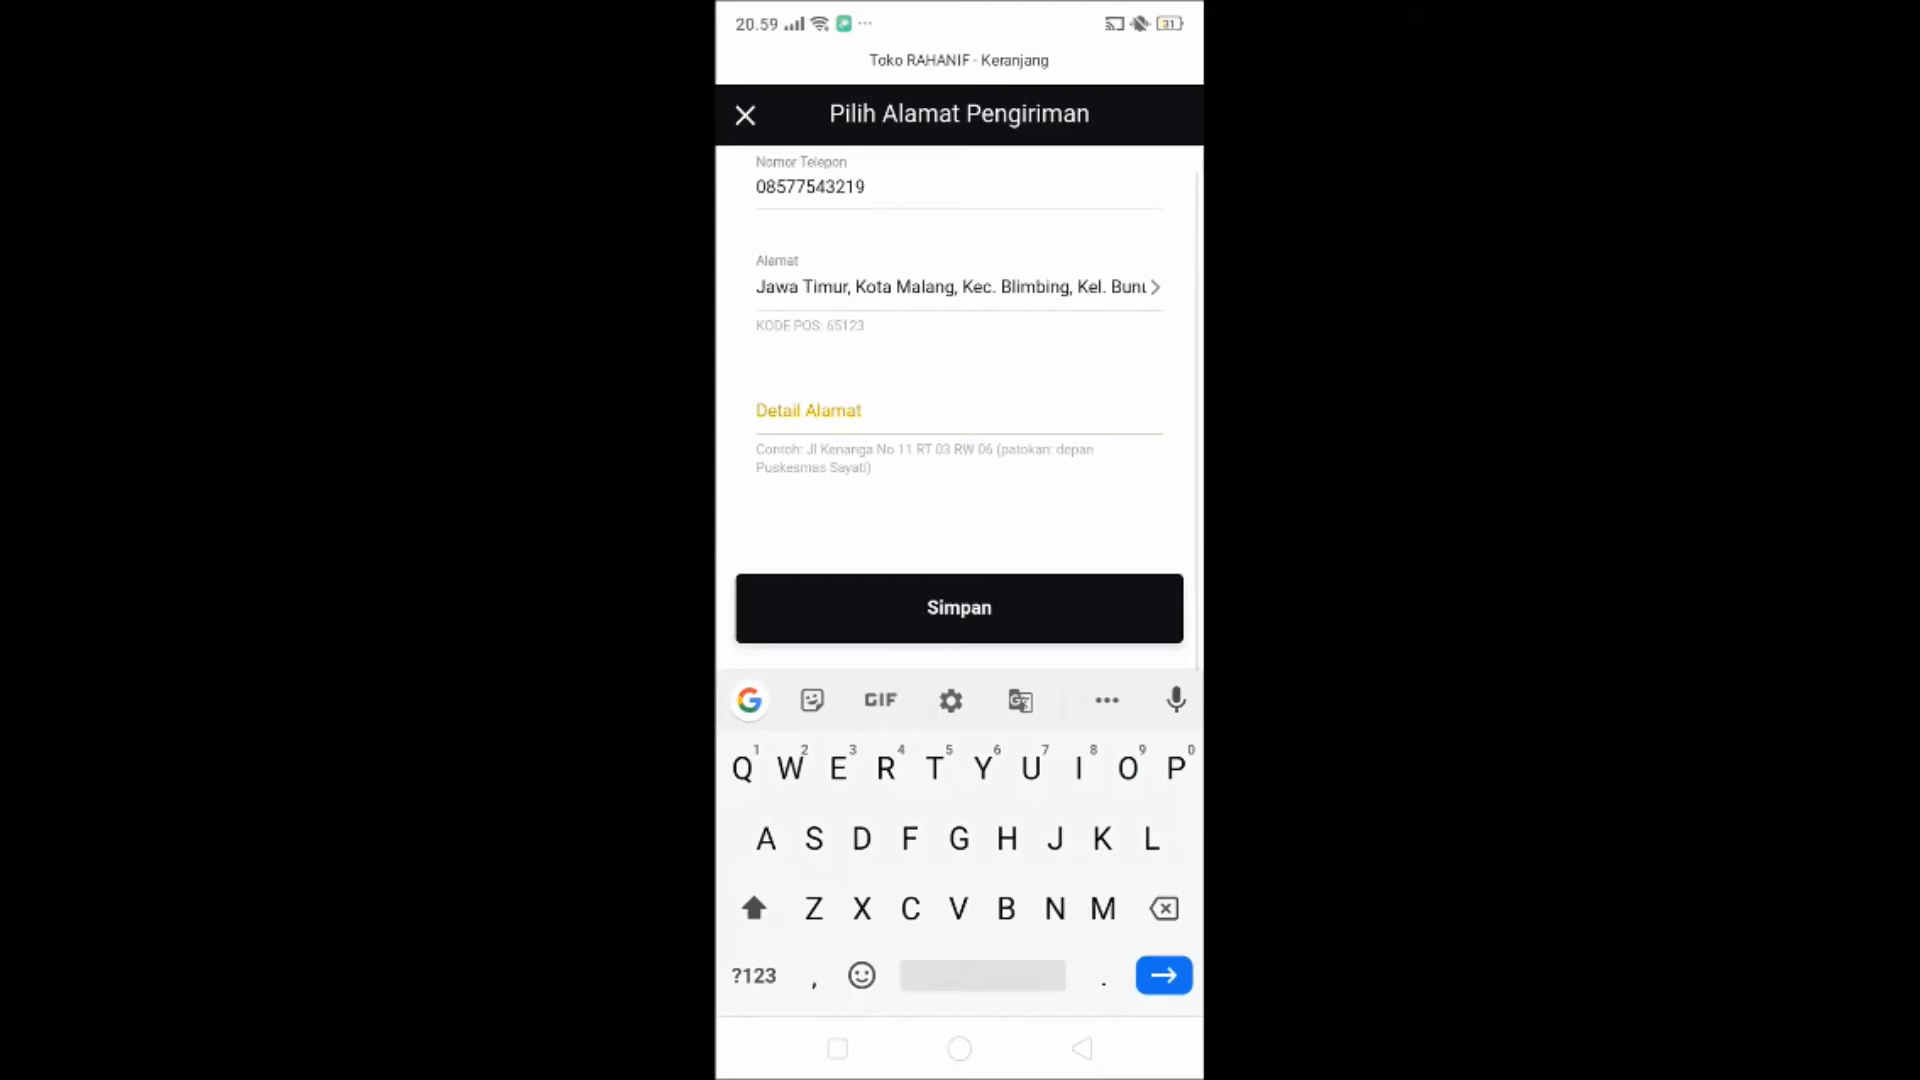 20.59
31
Toko RAHANIF - Keranjang
Pilih Alamat Pengiriman
Nomor Telepon
08577543219
Alamat
Jawa Timur, Kota Malang, Kec. Blimbing, Kel. Bunu
KODE POS: 65123
Detail Alamat
Contoh: Jl Kenanga No 11 RT 03 RW 06 (patokan: depan
Puskesmas Sayati)
Simpan
G GIF
1 2 3 4 5 6 7 8 9 0
Q W E R T Y U I O P
A S D F G H J K L
Z X C V B N M
?123 , .